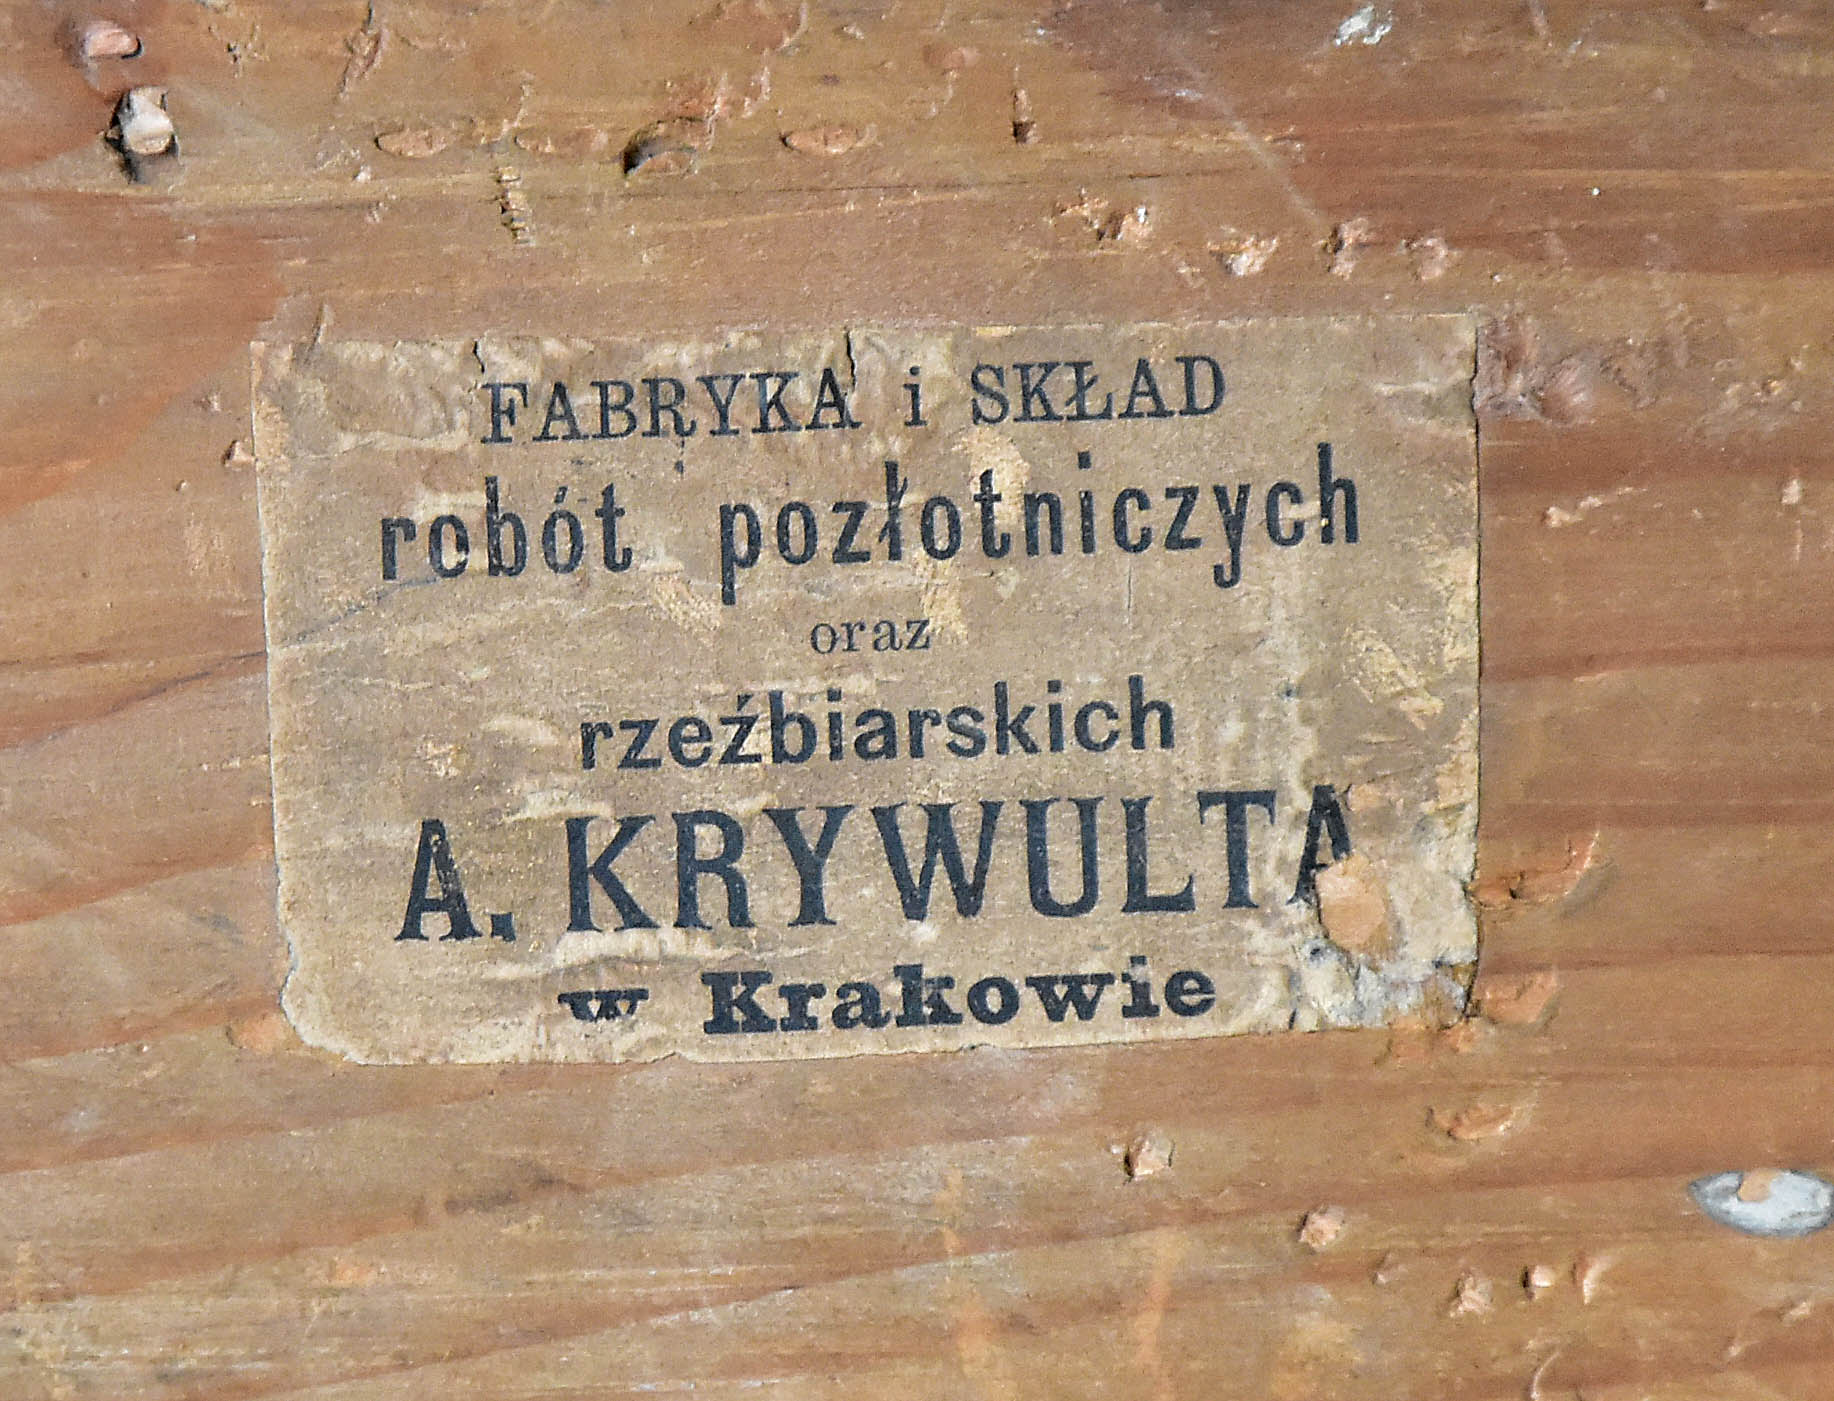 FABRYKA i SKŁAD
robót pozłotniczych
oraz
rzeźbiarskich
A. KRYWULTA
w Krakowie